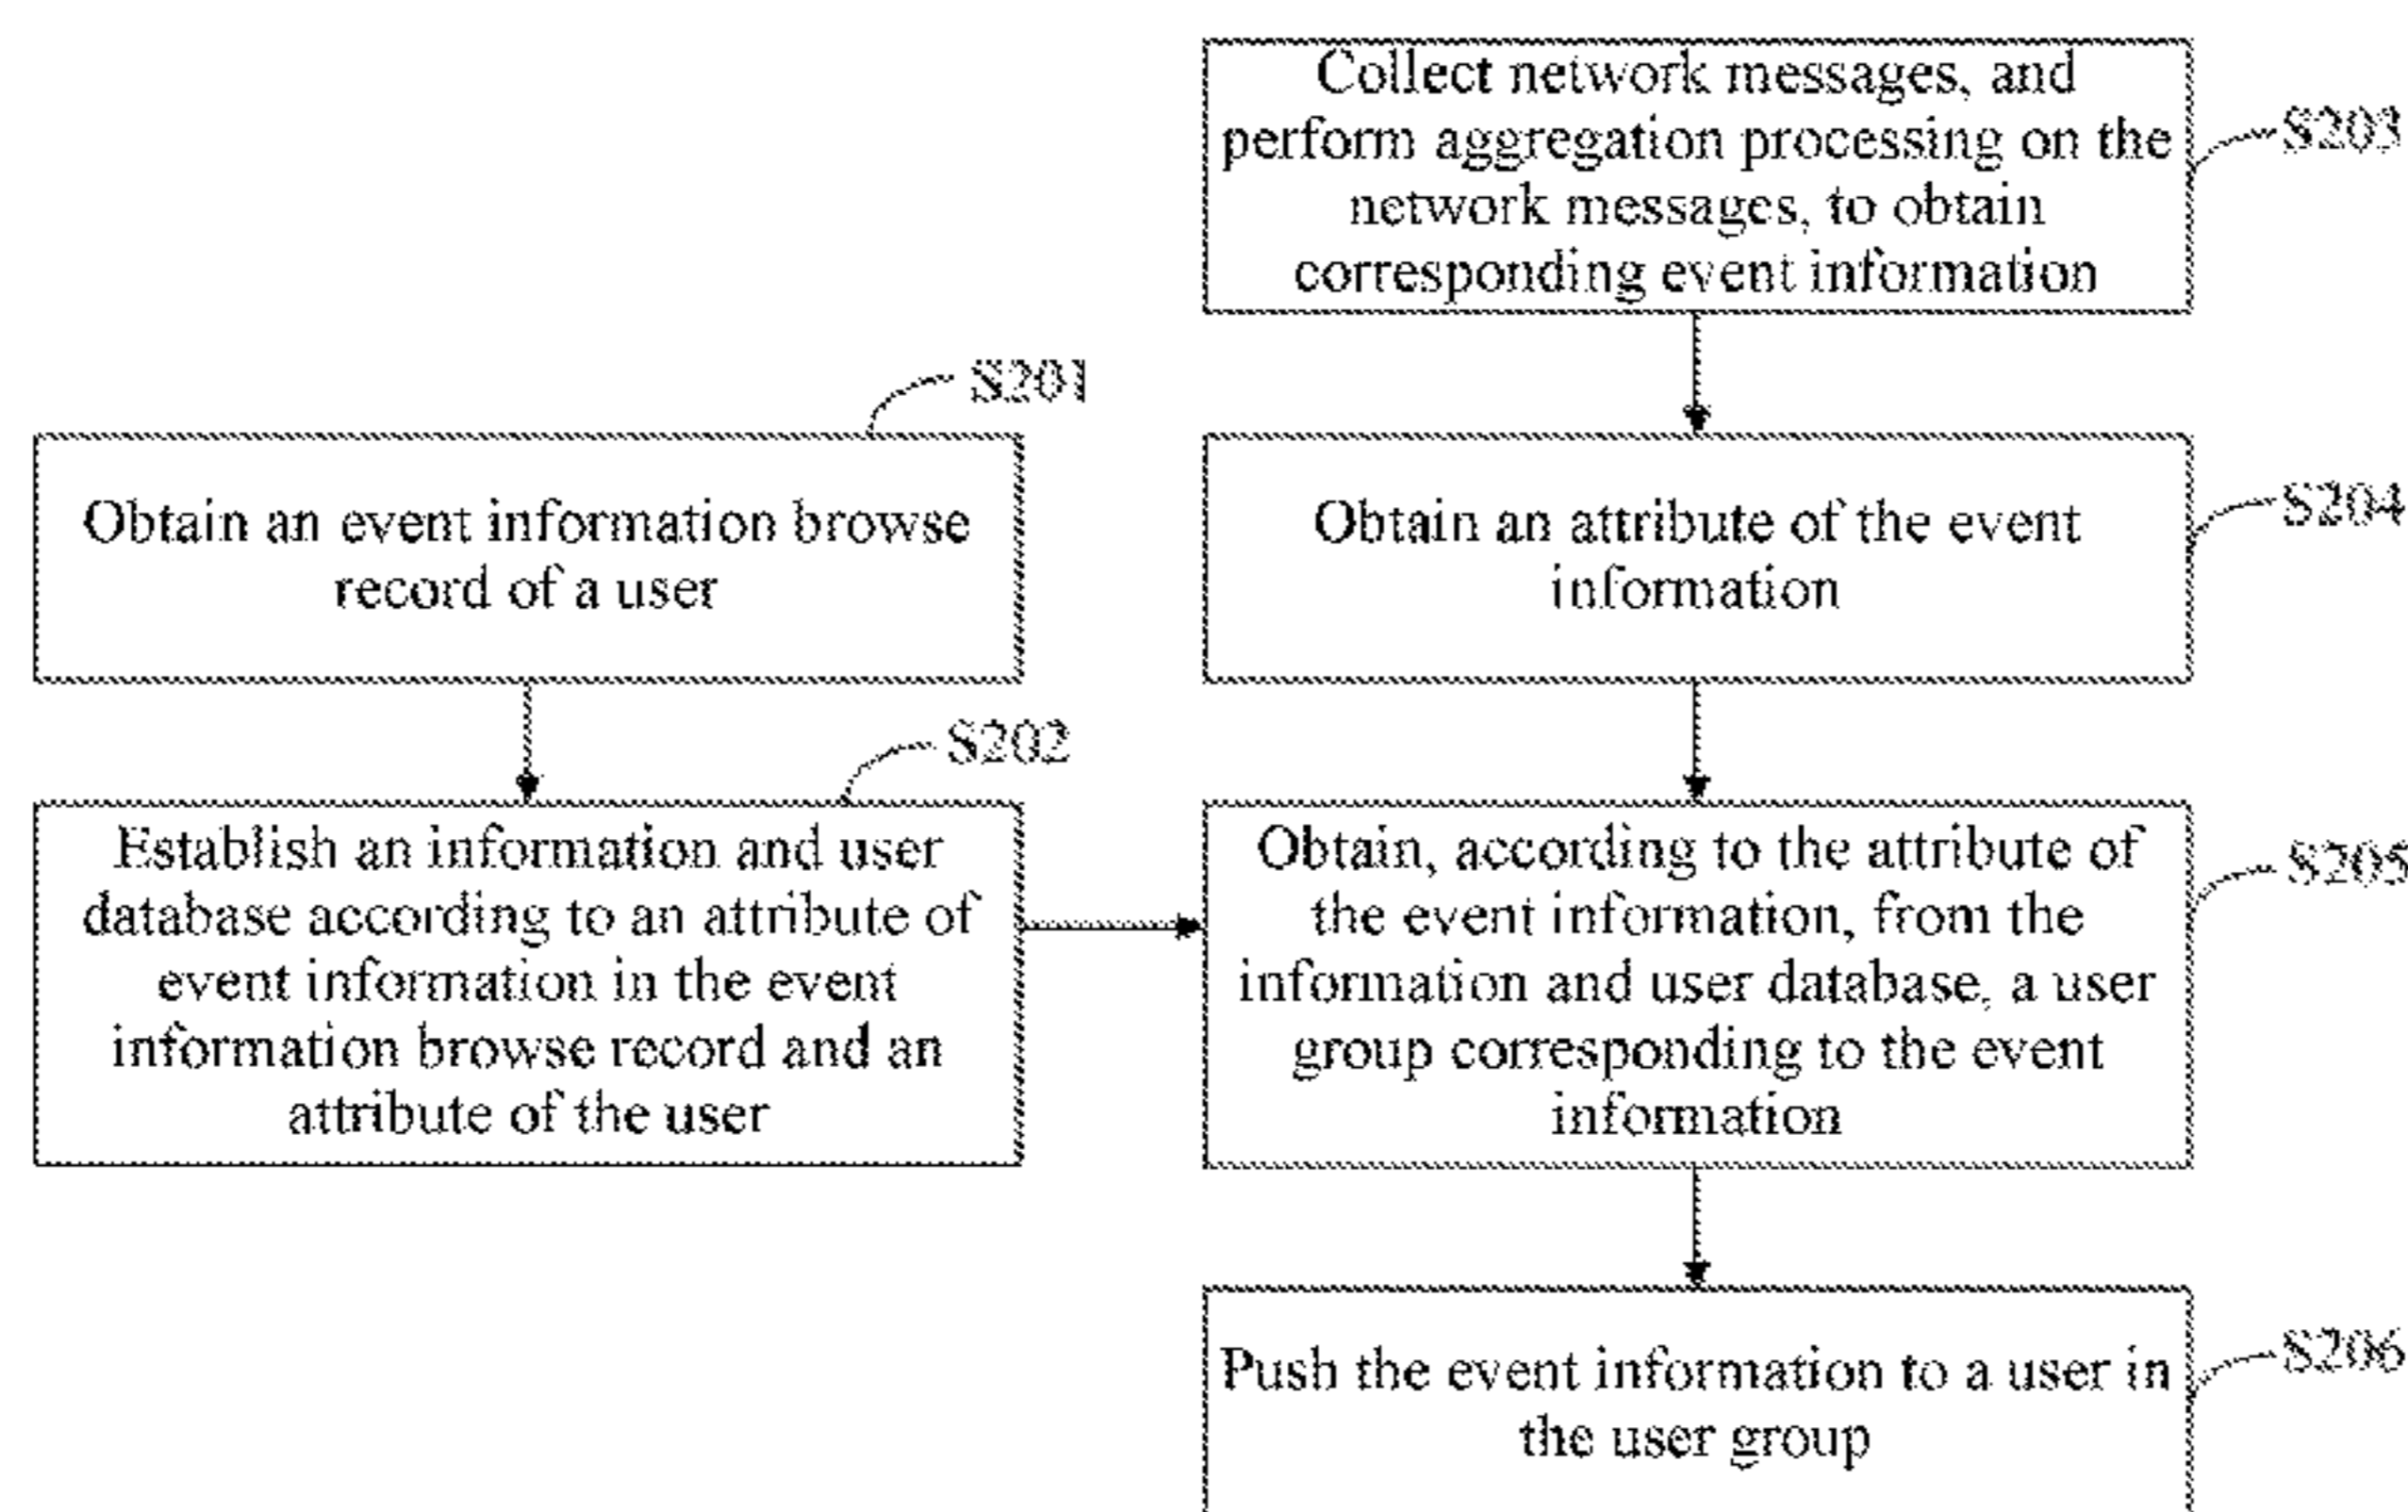 Collect network messages, and
perform aggregation processing on the
network messages, to obtain
corresponding event information
S203
S201
Obtain an event information browse
record of a user
Obtain an attribute of the event
information
S204
S202
Establish an information and user
database according to an attribute of
event information in the event
information browse record and an
attribute of the user
Obtain, according to the attribute of
the event information, from the
information and user database, a user
group corresponding to the event
information
S205
Push the event information to a user in
the user group
S206